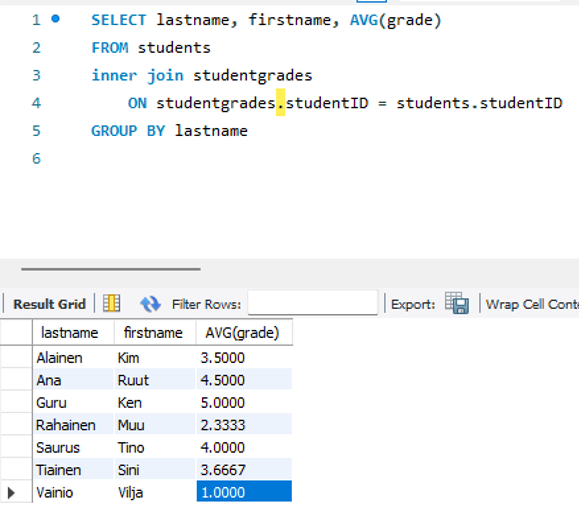 1 SELECT lastname, firstname, AVG(grade)
2 FROM students
3 inner join studentgrades
4 ON studentgrades.studentID = students.studentID
5 GROUP BY lastname
6
Result Grid Filter Rows: Export: Wrap Cell Conte
lastname firstname AVG(grade)
Alainen Kim 3.5000
Ana Ruut 4.5000
Guru Ken 5.0000
Rahainen Muu 2.3333
Saurus Tino 4.0000
Tiainen Sini 3.6667
Vainio Vilja 1.0000